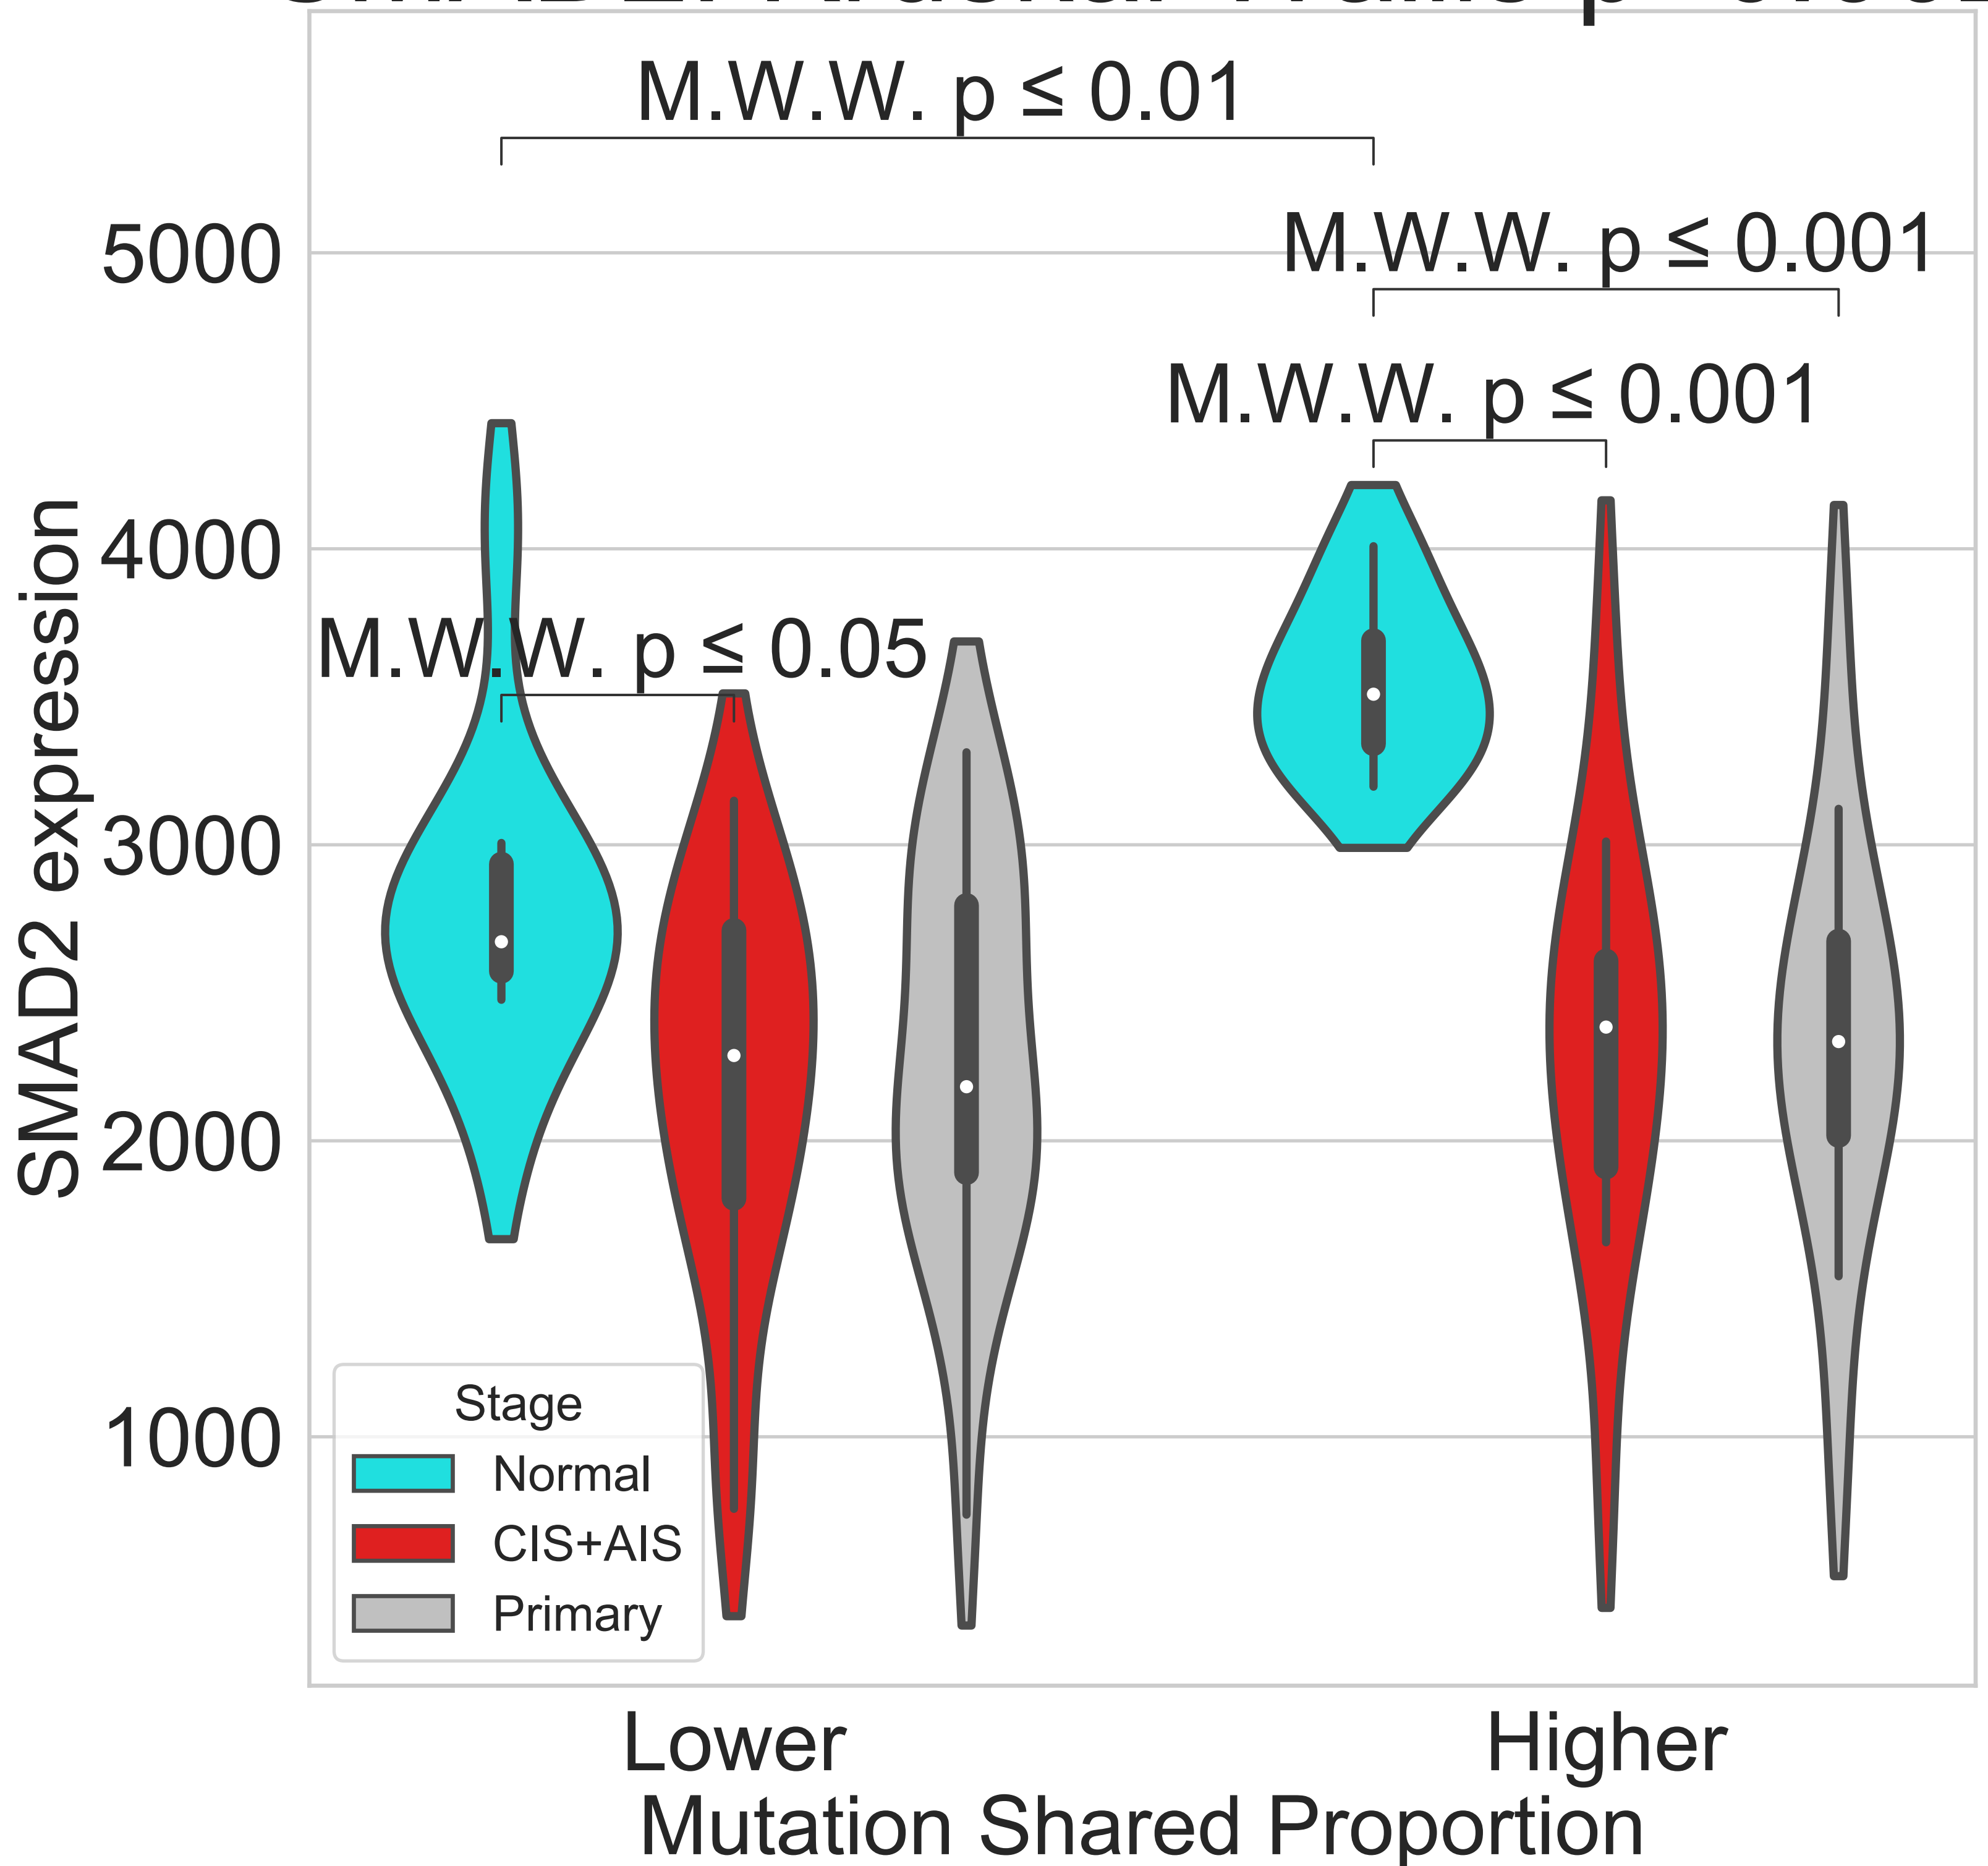 M.W.W. p ≤ 0.01
M.W.W. p ≤ 0.001
M.W.W. p ≤ 0.001
M.W.W. p ≤ 0.05
SMAD2 expression
5000
4000
3000
2000
1000
Stage
Normal
CIS+AIS
Primary
Lower
Higher
Mutation Shared Proportion